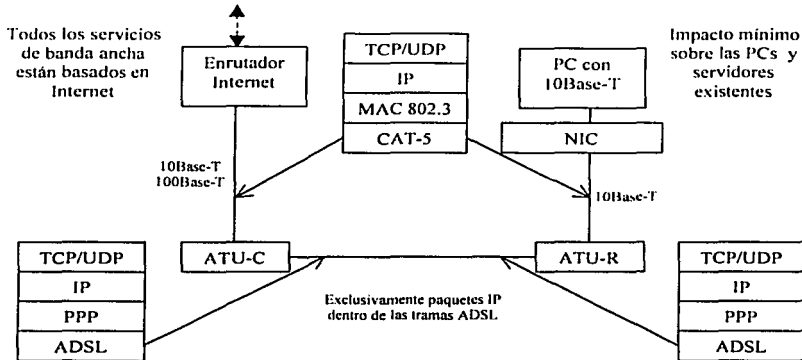 Todos los servicios
de banda ancha
están basados en
Internet
Enrutador
Internet
TCP/UDP
IP
MAC 802.3
CAT-5
PC con
10Base-T
NIC
Impacto mínimo
sobre las PCs y
servidores
existentes
10Base-T
100Base-T
10Base-T
TCP/UDP
IP
PPP
ADSL
ATU-C
Exclusivamente paquetes IP
dentro de las tramas ADSL
ATU-R
TCP/UDP
IP
PPP
ADSL